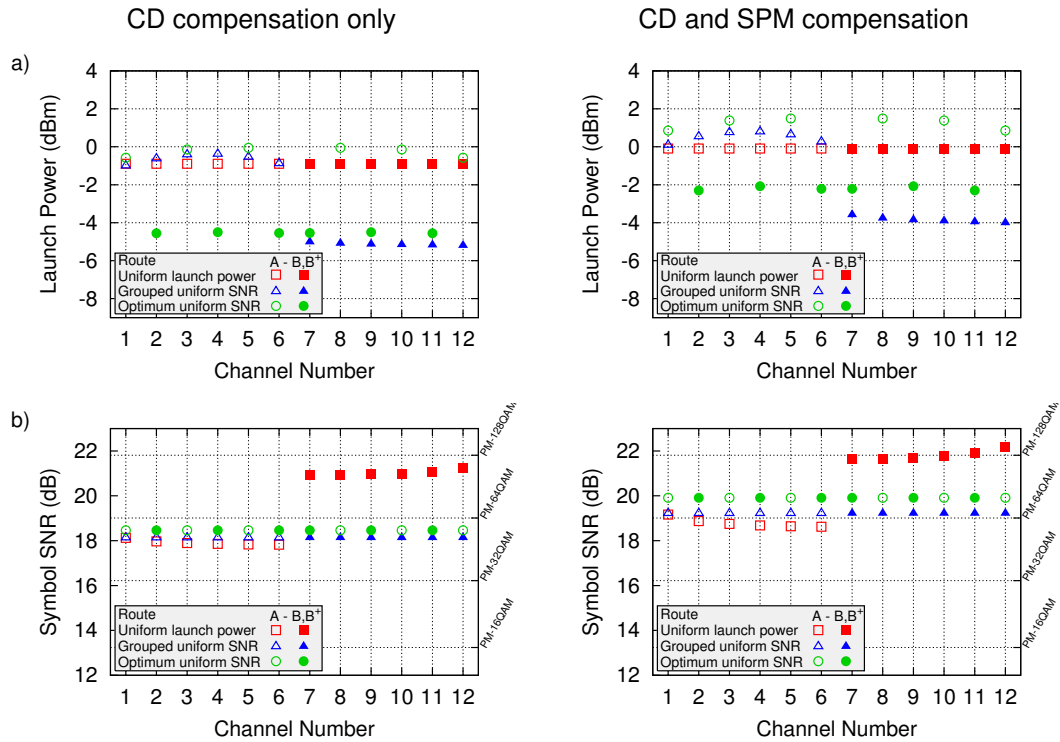 CD compensation only
CD and SPM compensation
a)
Launch Power (dBm)
4
2
0
-2
-4
-6
-8
Route A - B,B+
Uniform launch power
Grouped uniform SNR
Optimum uniform SNR
1 2 3 4 5 6 7 8 9 10 11 12
Channel Number
Launch Power (dBm)
4
2
0
-2
-4
-6
-8
Route A - B,B+
Uniform launch power
Grouped uniform SNR
Optimum uniform SNR
1 2 3 4 5 6 7 8 9 10 11 12
Channel Number
b)
Symbol SNR (dB)
22
20
18
16
14
12
PM-128QAM
PM-64QAM
PM-32QAM
PM-16QAM
Route A - B,B+
Uniform launch power
Grouped uniform SNR
Optimum uniform SNR
1 2 3 4 5 6 7 8 9 10 11 12
Channel Number
Symbol SNR (dB)
22
20
18
16
14
12
PM-128QAM
PM-64QAM
PM-32QAM
PM-16QAM
Route A - B,B+
Uniform launch power
Grouped uniform SNR
Optimum uniform SNR
1 2 3 4 5 6 7 8 9 10 11 12
Channel Number